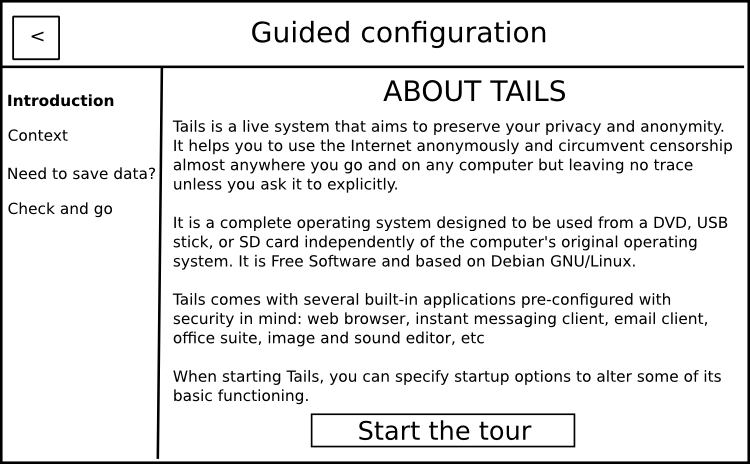 <
Guided configuration
Introduction
Context
Need to save data?
Check and go
ABOUT TAILS
Tails is a live system that aims to preserve your privacy and anonymity.
It helps you to use the Internet anonymously and circumvent censorship
almost anywhere you go and on any computer but leaving no trace
unless you ask it to explicitly.
It is a complete operating system designed to be used from a DVD, USB
stick, or SD card independently of the computer's original operating
system. It is Free Software and based on Debian GNU/Linux.
Tails comes with several built-in applications pre-configured with
security in mind: web browser, instant messaging client, email client,
office suite, image and sound editor, etc
When starting Tails, you can specify startup options to alter some of its
basic functioning.
Start the tour